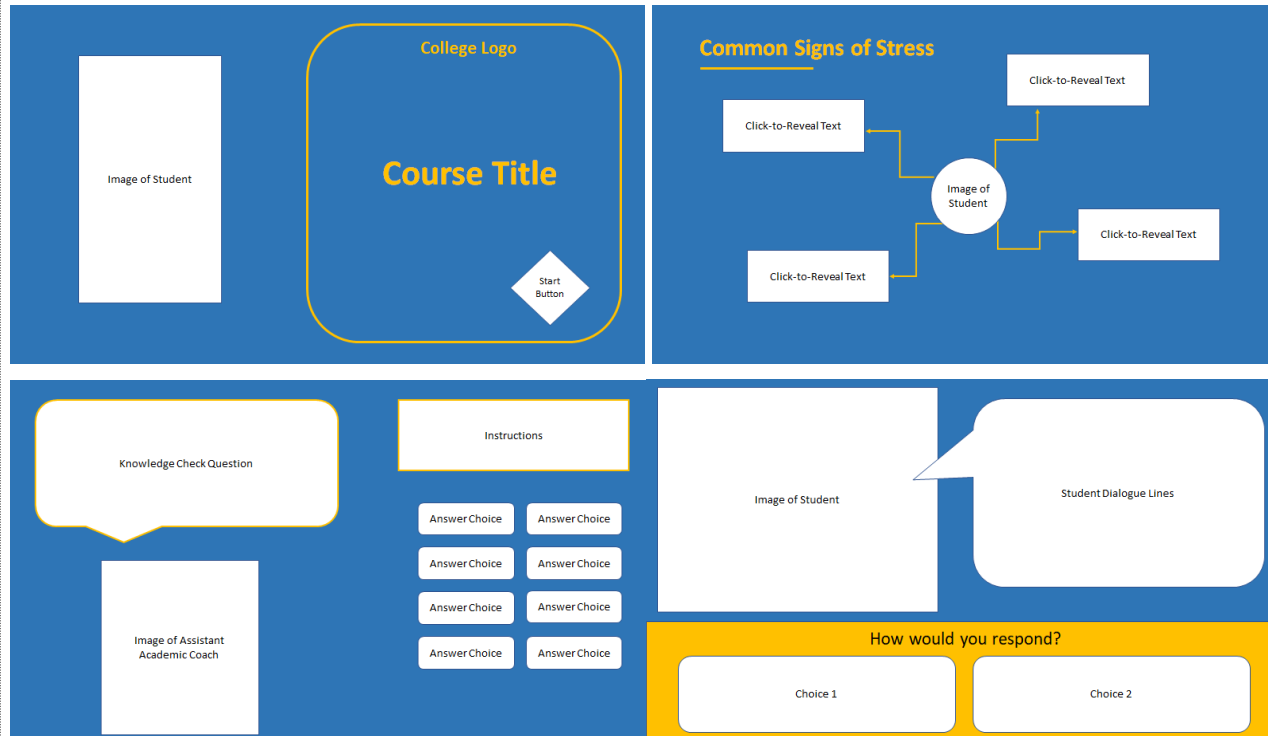 College Logo
Image of Student
Course Title
Start
Button
Common Signs of Stress
Click-to-Reveal Text
Click-to-Reveal Text
Image of
Student
Click-to-Reveal Text
Click-to-Reveal Text
Knowledge Check Question
Instructions
Answer Choice
Answer Choice
Answer Choice
Answer Choice
Answer Choice
Answer Choice
Answer Choice
Answer Choice
Image of Assistant
Academic Coach
Image of Student
Student Dialogue Lines
How would you respond?
Choice 1
Choice 2